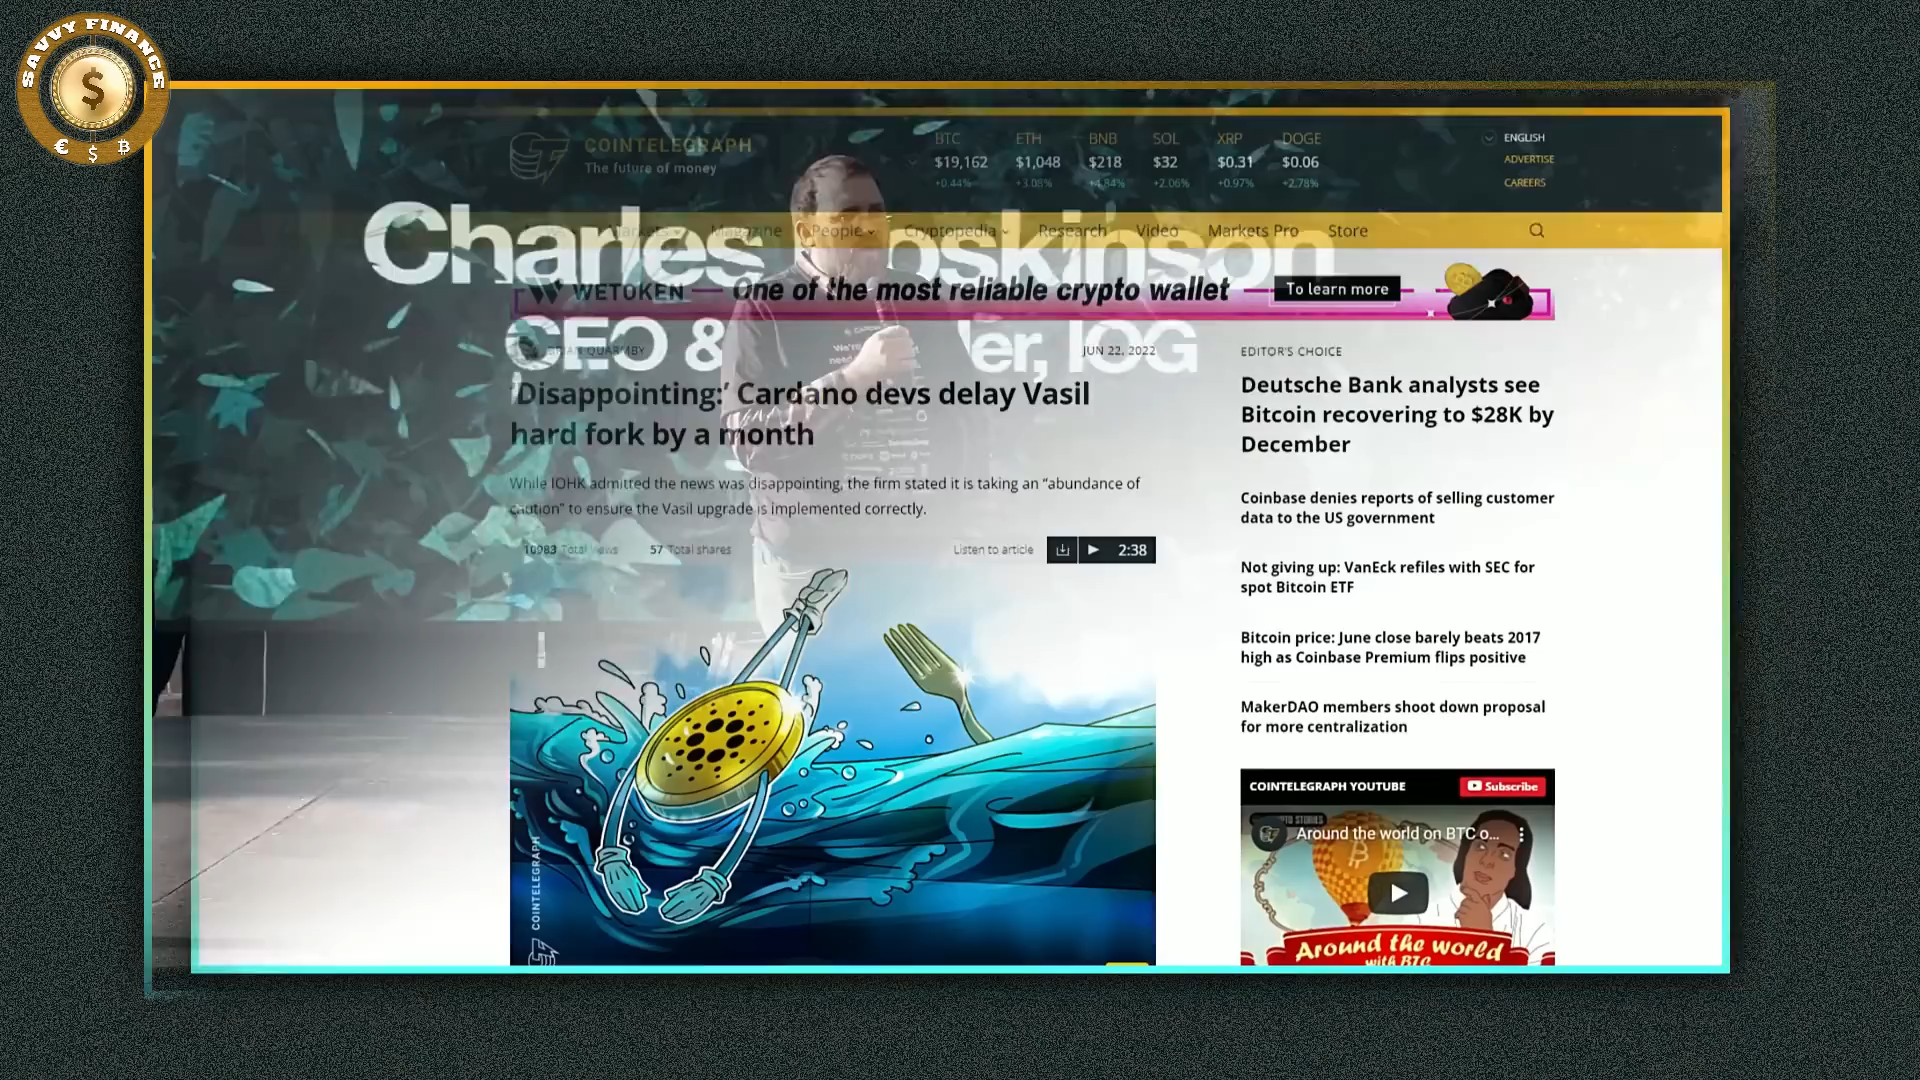 SAVVY FINANCE
€ $ ₿
COINTELEGRAPH
The future of money
BTC ETH BNB SOL XRP DOGE
$19,162 $1,048 $218 $32 $0.31 $0.06
+0.44% +3.08% +4.84% +2.06% +0.97% +2.78%
ENGLISH
ADVERTISE
CAREERS
Markets Magazine People Cryptopedia Research Video Markets Pro Store
Charles oskinson
WETOKEN One of the most reliable crypto wallet To learn more
CEO & er, IOG
BRIAN QUARMBY JUN 22, 2022
'Disappointing:' Cardano devs delay Vasil
hard fork by a month
While IOHK admitted the news was disappointing, the firm stated it is taking an “abundance of
caution” to ensure the Vasil upgrade is implemented correctly.
10983 Total views 57 Total shares Listen to article 2:38
COINTELEGRAPH
EDITOR'S CHOICE
Deutsche Bank analysts see
Bitcoin recovering to $28K by
December
Coinbase denies reports of selling customer
data to the US government
Not giving up: VanEck refiles with SEC for
spot Bitcoin ETF
Bitcoin price: June close barely beats 2017
high as Coinbase Premium flips positive
MakerDAO members shoot down proposal
for more centralization
COINTELEGRAPH YOUTUBE Subscribe
Around the world on BTC o...
Around the world
with BTC